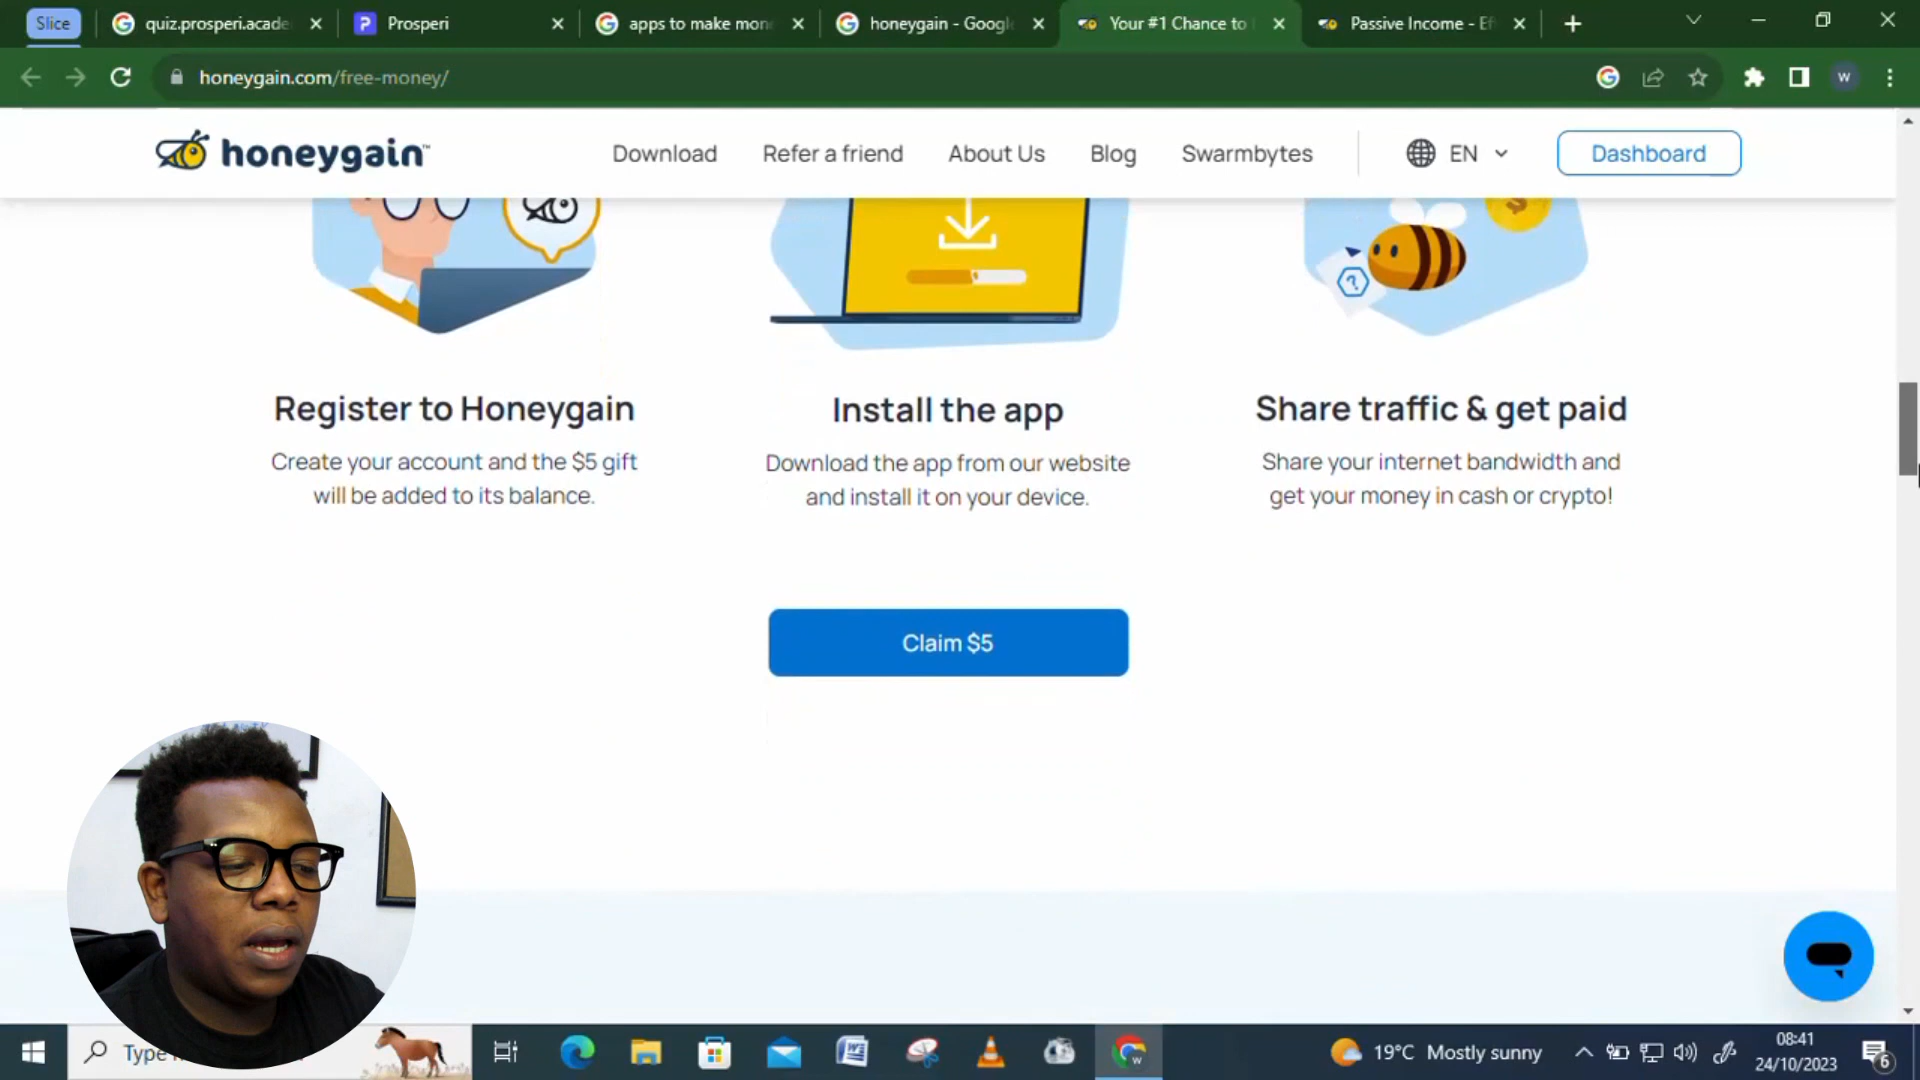 Slice
quiz.prosperi.acade
Prosperi
apps to make mon
honeygain - Googl
Your #1 Chance to
Passive Income - Ef
honeygain.com/free-money/
W
honeygain™
Download
Refer a friend
About Us
Blog
Swarmbytes
EN
Dashboard
Register to Honeygain
Create your account and the $5 gift
will be added to its balance.
Install the app
Download the app from our website
and install it on your device.
Share traffic & get paid
Share your internet bandwidth and
get your money in cash or crypto!
Claim $5
Type
19°C Mostly sunny
08:41
24/10/2023
6